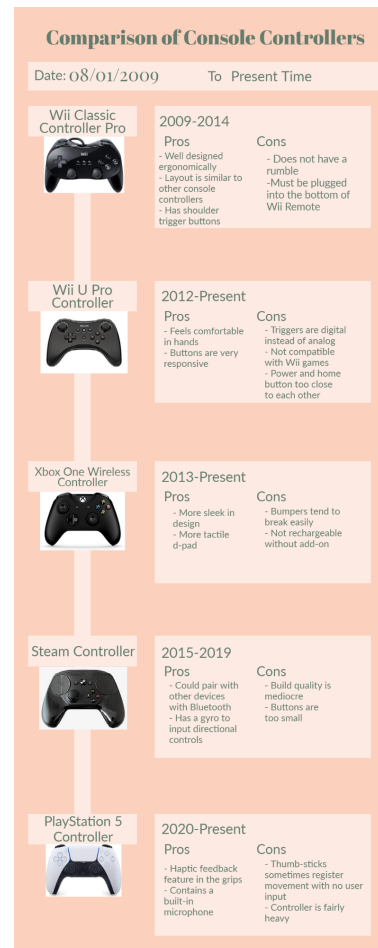 Comparison of Console Controllers
Date: 08/01/2009 To Present Time
Wii Classic
Controller Pro
2009-2014
Pros
- Well designed
ergonomically
- Layout is similar to
other console
controllers
- Has shoulder
trigger buttons
Cons
- Does not have a
rumble
-Must be plugged
into the bottom of
Wii Remote
Wii U Pro
Controller
2012-Present
Pros
- Feels comfortable
in hands
- Buttons are very
responsive
Cons
- Triggers are digital
instead of analog
- Not compatible
with Wii games
- Power and home
button too close
to each other
Xbox One Wireless
Controller
2013-Present
Pros
- More sleek in
design
- More tactile
d-pad
Cons
- Bumpers tend to
break easily
- Not rechargeable
without add-on
Steam Controller
2015-2019
Pros
- Could pair with
other devices
with Bluetooth
- Has a gyro to
input directional
controls
Cons
- Build quality is
mediocre
- Buttons are
too small
PlayStation 5
Controller
2020-Present
Pros
- Haptic feedback
feature in the grips
- Contains a
built-in
microphone
Cons
- Thumb-sticks
sometimes register
movement with no user
input
- Controller is fairly
heavy